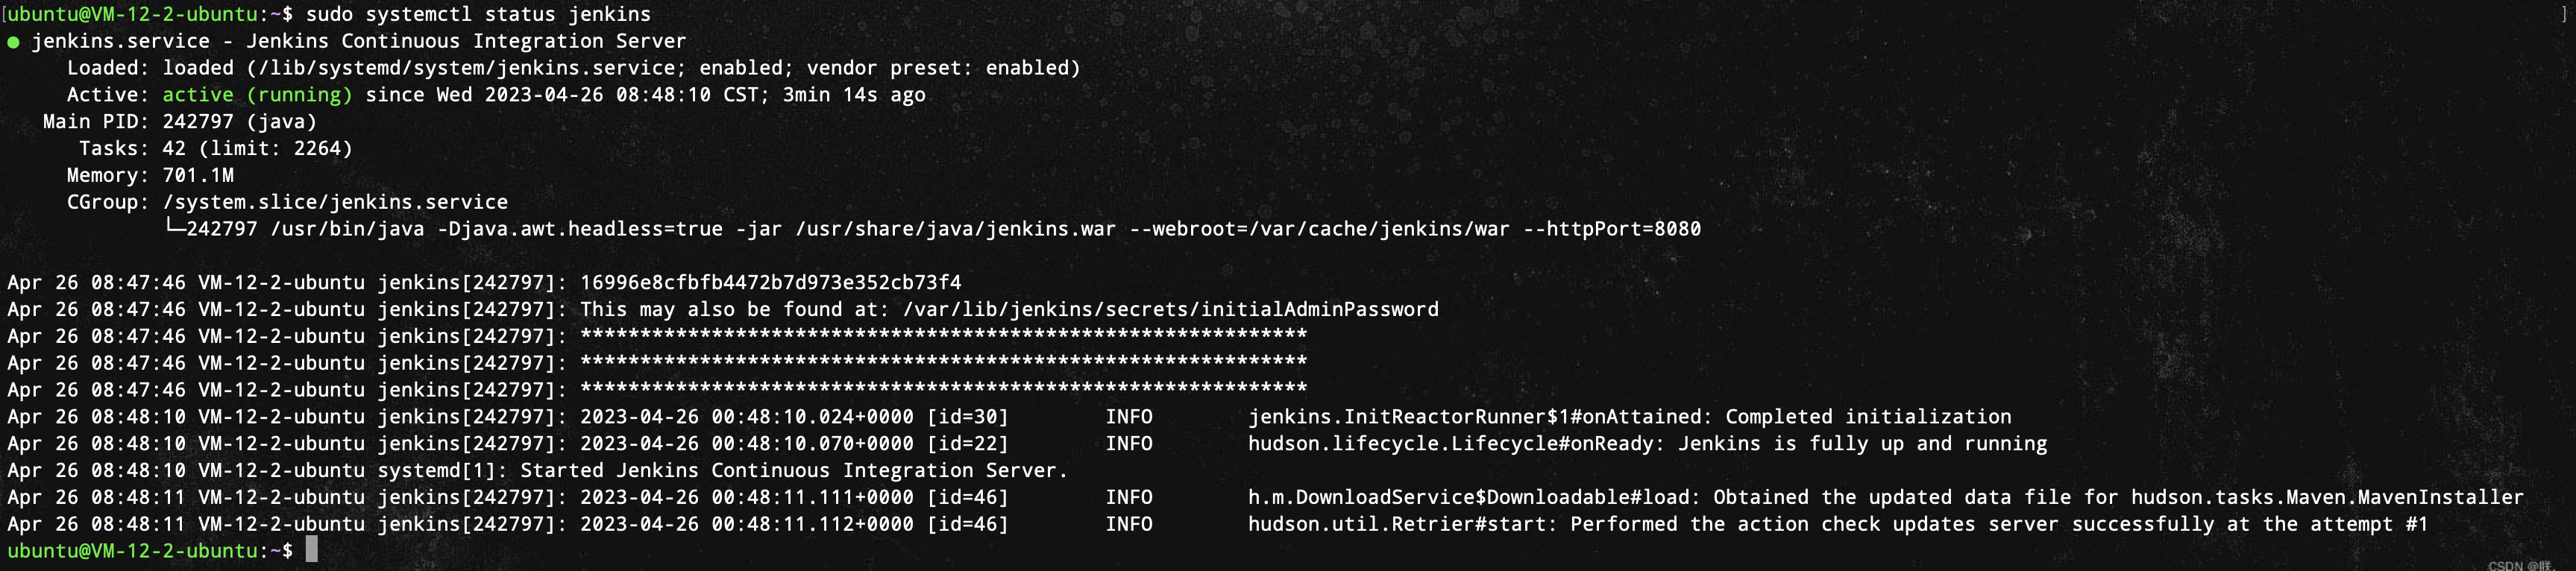 [ubuntu@VM-12-2-ubuntu:~$ sudo systemctl status jenkins ]
● jenkins.service - Jenkins Continuous Integration Server
Loaded: loaded (/lib/systemd/system/jenkins.service; enabled; vendor preset: enabled)
Active: active (running) since Wed 2023-04-26 08:48:10 CST; 3min 14s ago
Main PID: 242797 (java)
Tasks: 42 (limit: 2264)
Memory: 701.1M
CGroup: /system.slice/jenkins.service
└─242797 /usr/bin/java -Djava.awt.headless=true -jar /usr/share/java/jenkins.war --webroot=/var/cache/jenkins/war --httpPort=8080
Apr 26 08:47:46 VM-12-2-ubuntu jenkins[242797]: 16996e8cfbfb4472b7d973e352cb73f4
Apr 26 08:47:46 VM-12-2-ubuntu jenkins[242797]: This may also be found at: /var/lib/jenkins/secrets/initialAdminPassword
Apr 26 08:47:46 VM-12-2-ubuntu jenkins[242797]: *************************************************************
Apr 26 08:47:46 VM-12-2-ubuntu jenkins[242797]: *************************************************************
Apr 26 08:47:46 VM-12-2-ubuntu jenkins[242797]: *************************************************************
Apr 26 08:48:10 VM-12-2-ubuntu jenkins[242797]: 2023-04-26 00:48:10.024+0000 [id=30] INFO jenkins.InitReactorRunner$1#onAttained: Completed initialization
Apr 26 08:48:10 VM-12-2-ubuntu jenkins[242797]: 2023-04-26 00:48:10.070+0000 [id=22] INFO hudson.lifecycle.Lifecycle#onReady: Jenkins is fully up and running
Apr 26 08:48:10 VM-12-2-ubuntu systemd[1]: Started Jenkins Continuous Integration Server.
Apr 26 08:48:11 VM-12-2-ubuntu jenkins[242797]: 2023-04-26 00:48:11.111+0000 [id=46] INFO h.m.DownloadService$Downloadable#load: Obtained the updated data file for hudson.tasks.Maven.MavenInstaller
Apr 26 08:48:11 VM-12-2-ubuntu jenkins[242797]: 2023-04-26 00:48:11.112+0000 [id=46] INFO hudson.util.Retrier#start: Performed the action check updates server successfully at the attempt #1
ubuntu@VM-12-2-ubuntu:~$
CSDN @朕.